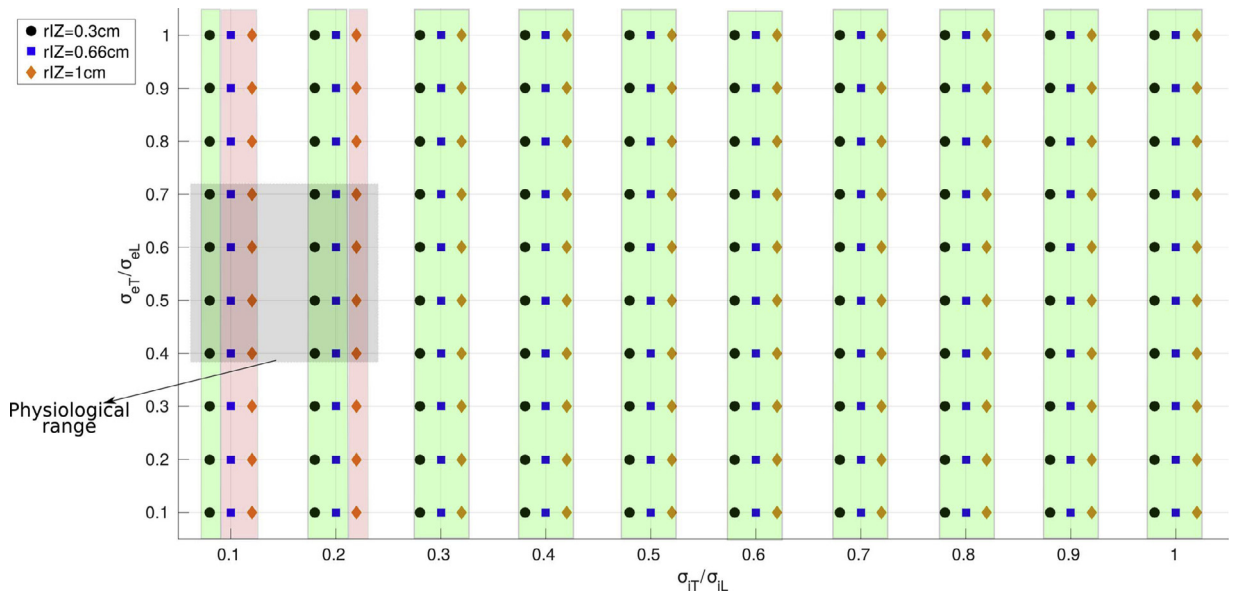 rIZ=0.3cm
rIZ=0.66cm
rIZ=1cm
1
0.9
0.8
0.7
0.6
0.5
0.4
0.3
0.2
0.1
σeT/σeL
Physiological
range
0.1 0.2 0.3 0.4 0.5 0.6 0.7 0.8 0.9 1
σiT/σiL